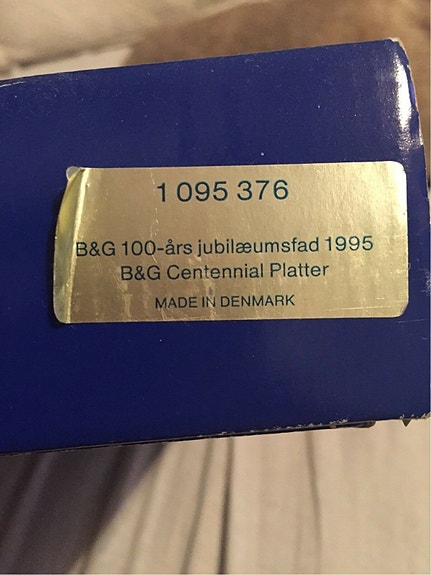 1 095 376
B&G 100-års jubilæumsfad 1995
B&G Centennial Platter
MADE IN DENMARK